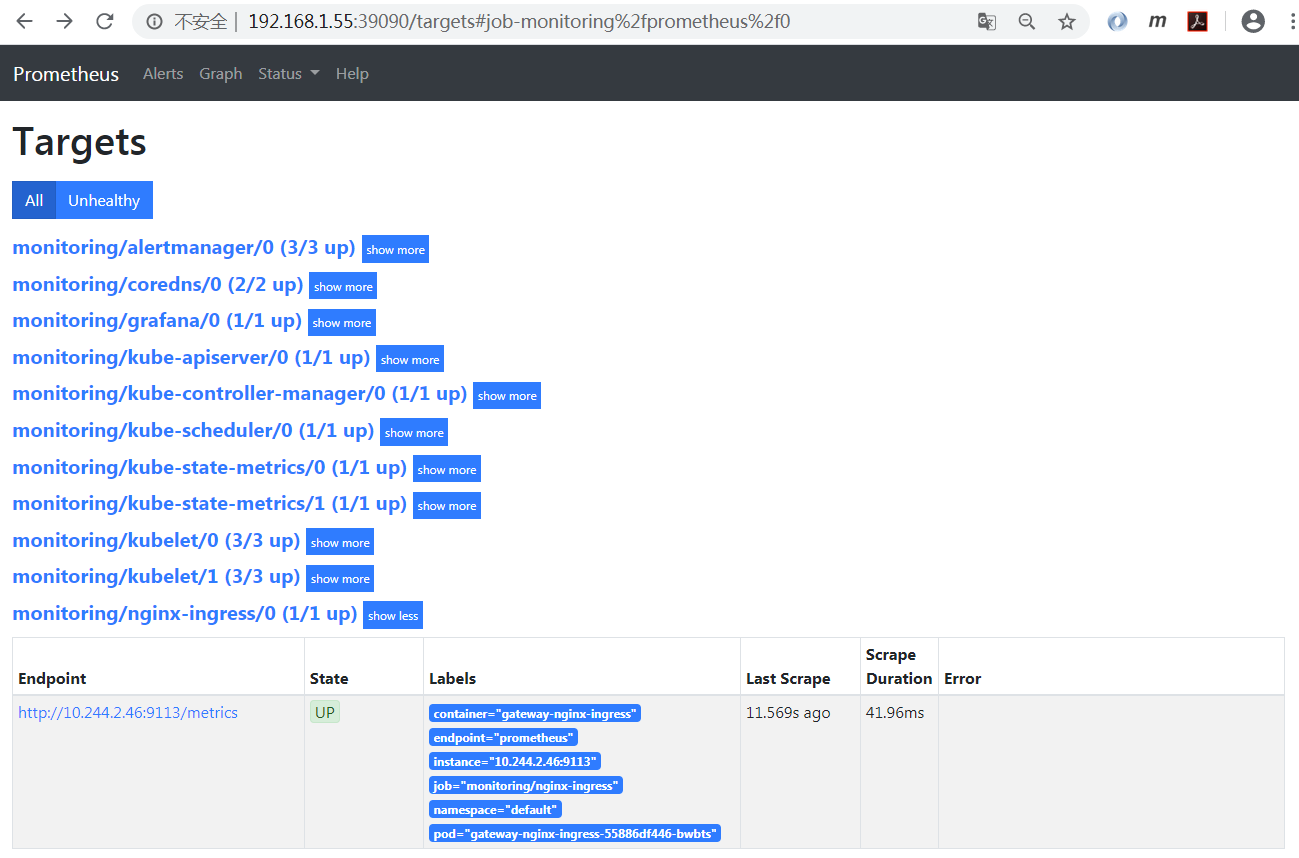 不安全 | 192.168.1.55:39090/targets#job-monitoring%2fprometheus%2f0
Prometheus Alerts Graph Status Help
Targets
All Unhealthy
monitoring/alertmanager/0 (3/3 up) show more
monitoring/coredns/0 (2/2 up) show more
monitoring/grafana/0 (1/1 up) show more
monitoring/kube-apiserver/0 (1/1 up) show more
monitoring/kube-controller-manager/0 (1/1 up) show more
monitoring/kube-scheduler/0 (1/1 up) show more
monitoring/kube-state-metrics/0 (1/1 up) show more
monitoring/kube-state-metrics/1 (1/1 up) show more
monitoring/kubelet/0 (3/3 up) show more
monitoring/kubelet/1 (3/3 up) show more
monitoring/nginx-ingress/0 (1/1 up) show less
Endpoint State Labels Last Scrape Scrape Duration Error
http://10.244.2.46:9113/metrics UP container="gateway-nginx-ingress" 11.569s ago 41.96ms
endpoint="prometheus"
instance="10.244.2.46:9113"
job="monitoring/nginx-ingress"
namespace="default"
pod="gateway-nginx-ingress-55886df446-bwbts"